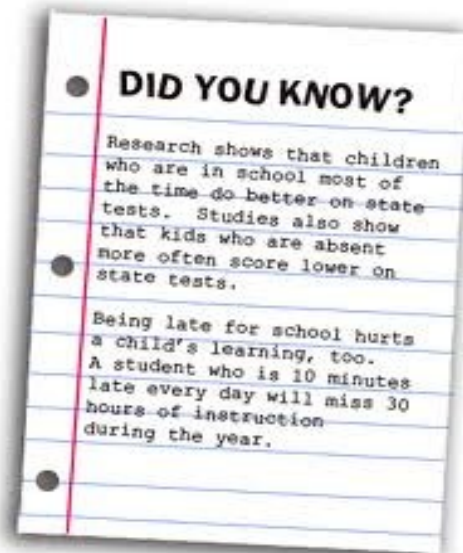 DID YOU KNOW?
Research shows that children
who are in school most of
the time do better on state
tests.  Studies also show
that kids who are absent
more often score lower on
state tests.
Being late for school hurts
a child's learning, too.
A student who is 10 minutes
late every day will miss 30
hours of instruction
during the year.